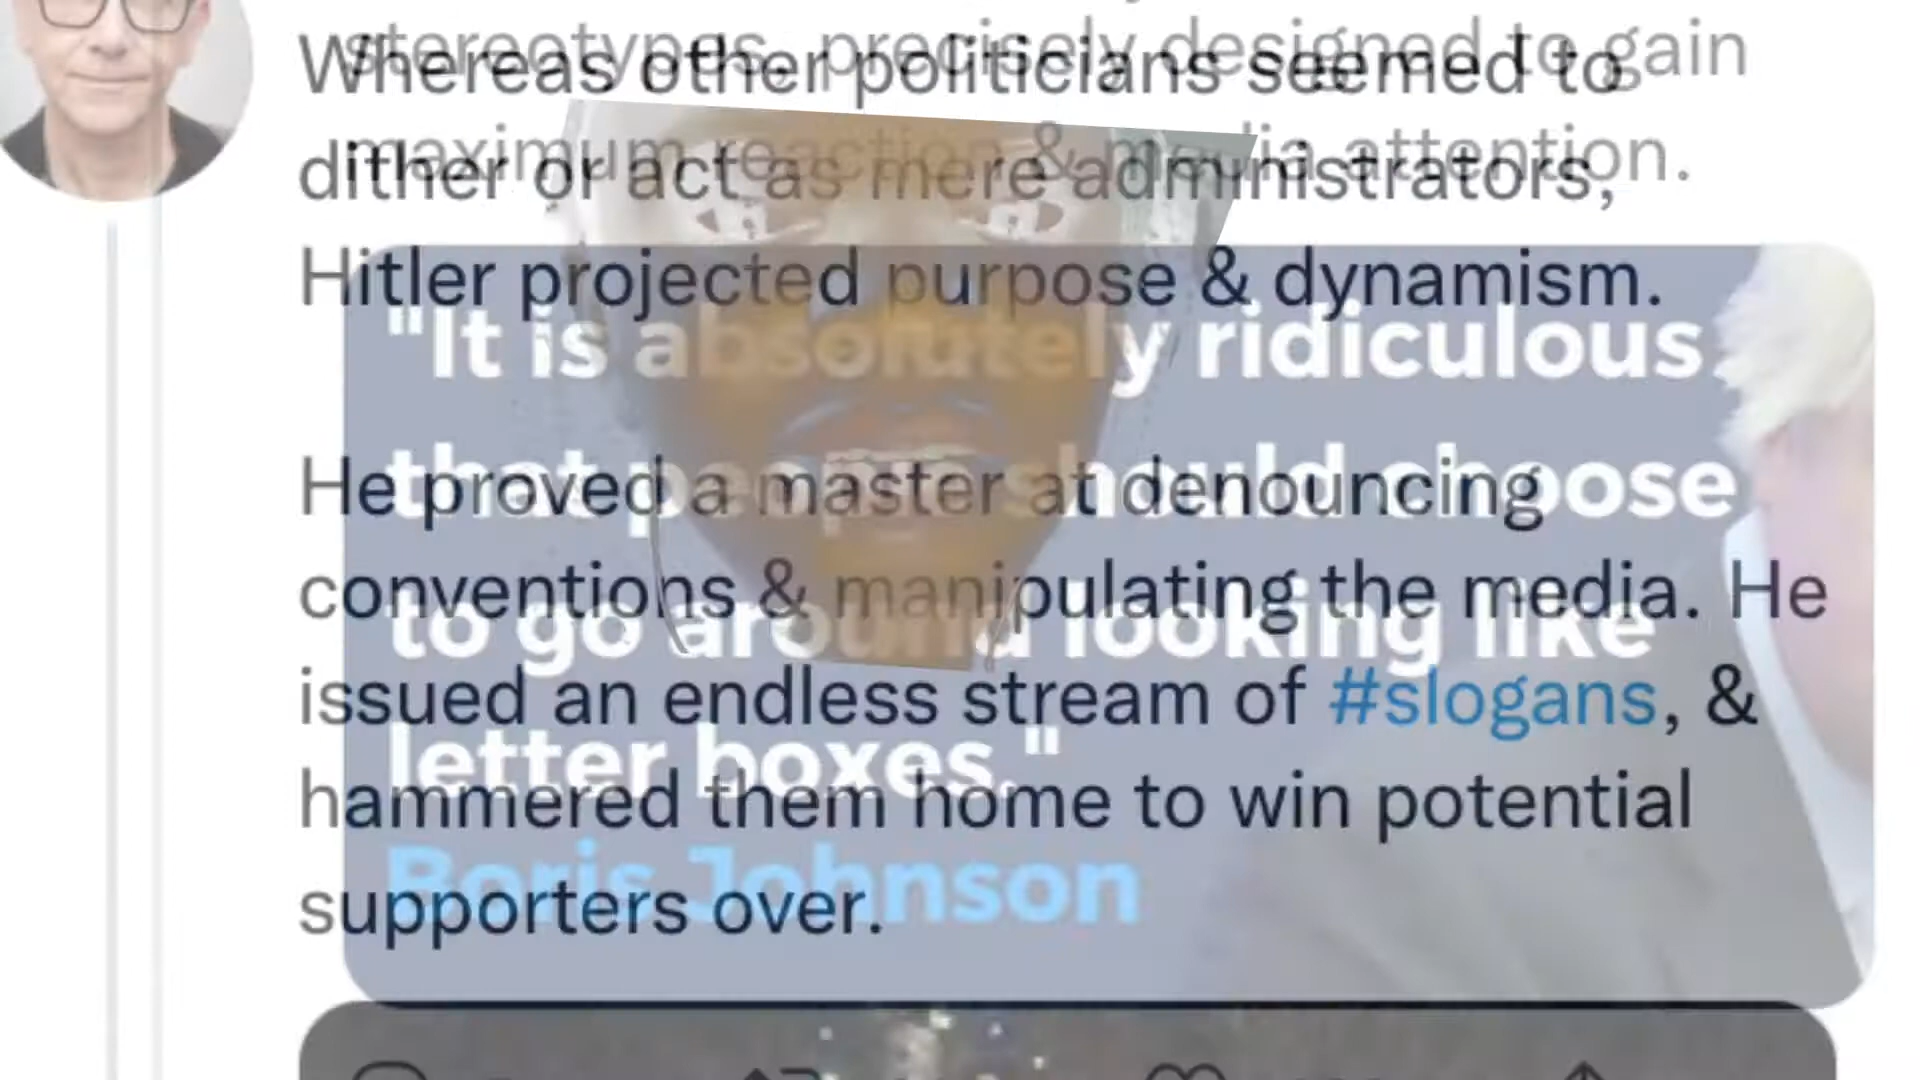 stereotypes, precisely designed to gain
maximum reaction & media attention.
Whereas other politicians seemed to
dither or act as mere administrators,
Hitler projected purpose & dynamism.
He proved a master at denouncing
conventions & manipulating the media. He
issued an endless stream of #slogans, &
hammered them home to win potential
supporters over.
"It is absolutely ridiculous
that people should choose
to go around looking like
letter boxes."
Boris Johnson